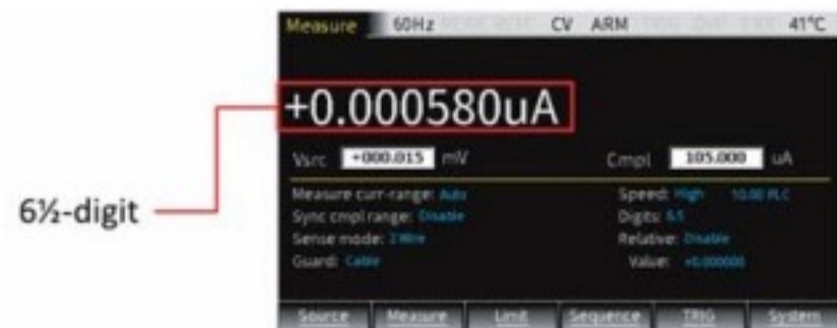 Measure 60Hz CV ARM 41°C
+0.000580uA
Vsrc +000.015 mV Cmpl 105.000 uA
6½-digit
Measure curr-range: Auto Speed: High 10.00 PLC
Sync cmpl range: Disable Digits: 6.5
Sense mode: 2 Wire Relative: Disable
Guard: Cable Value: +0.000000
Source Measure Limit Sequence TRIG System